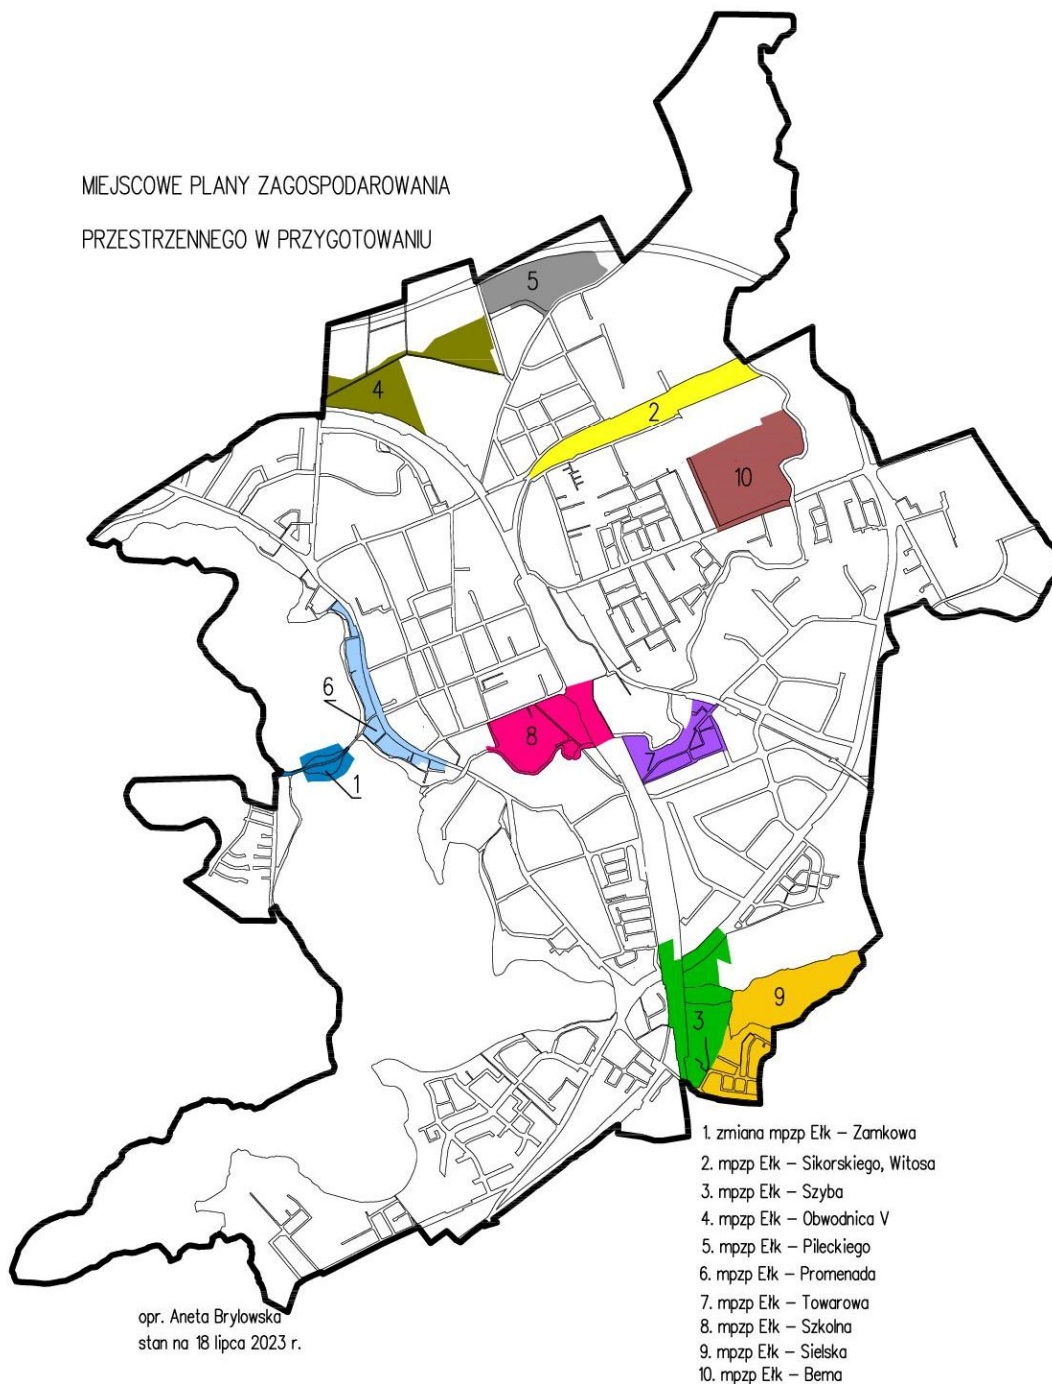 MIEJSCOWE PLANY ZAGOSPODAROWANIA
PRZESTRZENNEGO W PRZYGOTOWANIU
5
4
2
10
6
8
7
1
9
3
1. zmiana mpzp Ełk – Zamkowa
2. mpzp Ełk – Sikorskiego, Witosa
3. mpzp Ełk – Szyba
4. mpzp Ełk – Obwodnica V
5. mpzp Ełk – Pileckiego
6. mpzp Ełk – Promenada
7. mpzp Ełk – Towarowa
8. mpzp Ełk – Szkolna
9. mpzp Ełk – Sielska
10. mpzp Ełk – Bema
opr. Aneta Brylowska
stan na 18 lipca 2023 r.